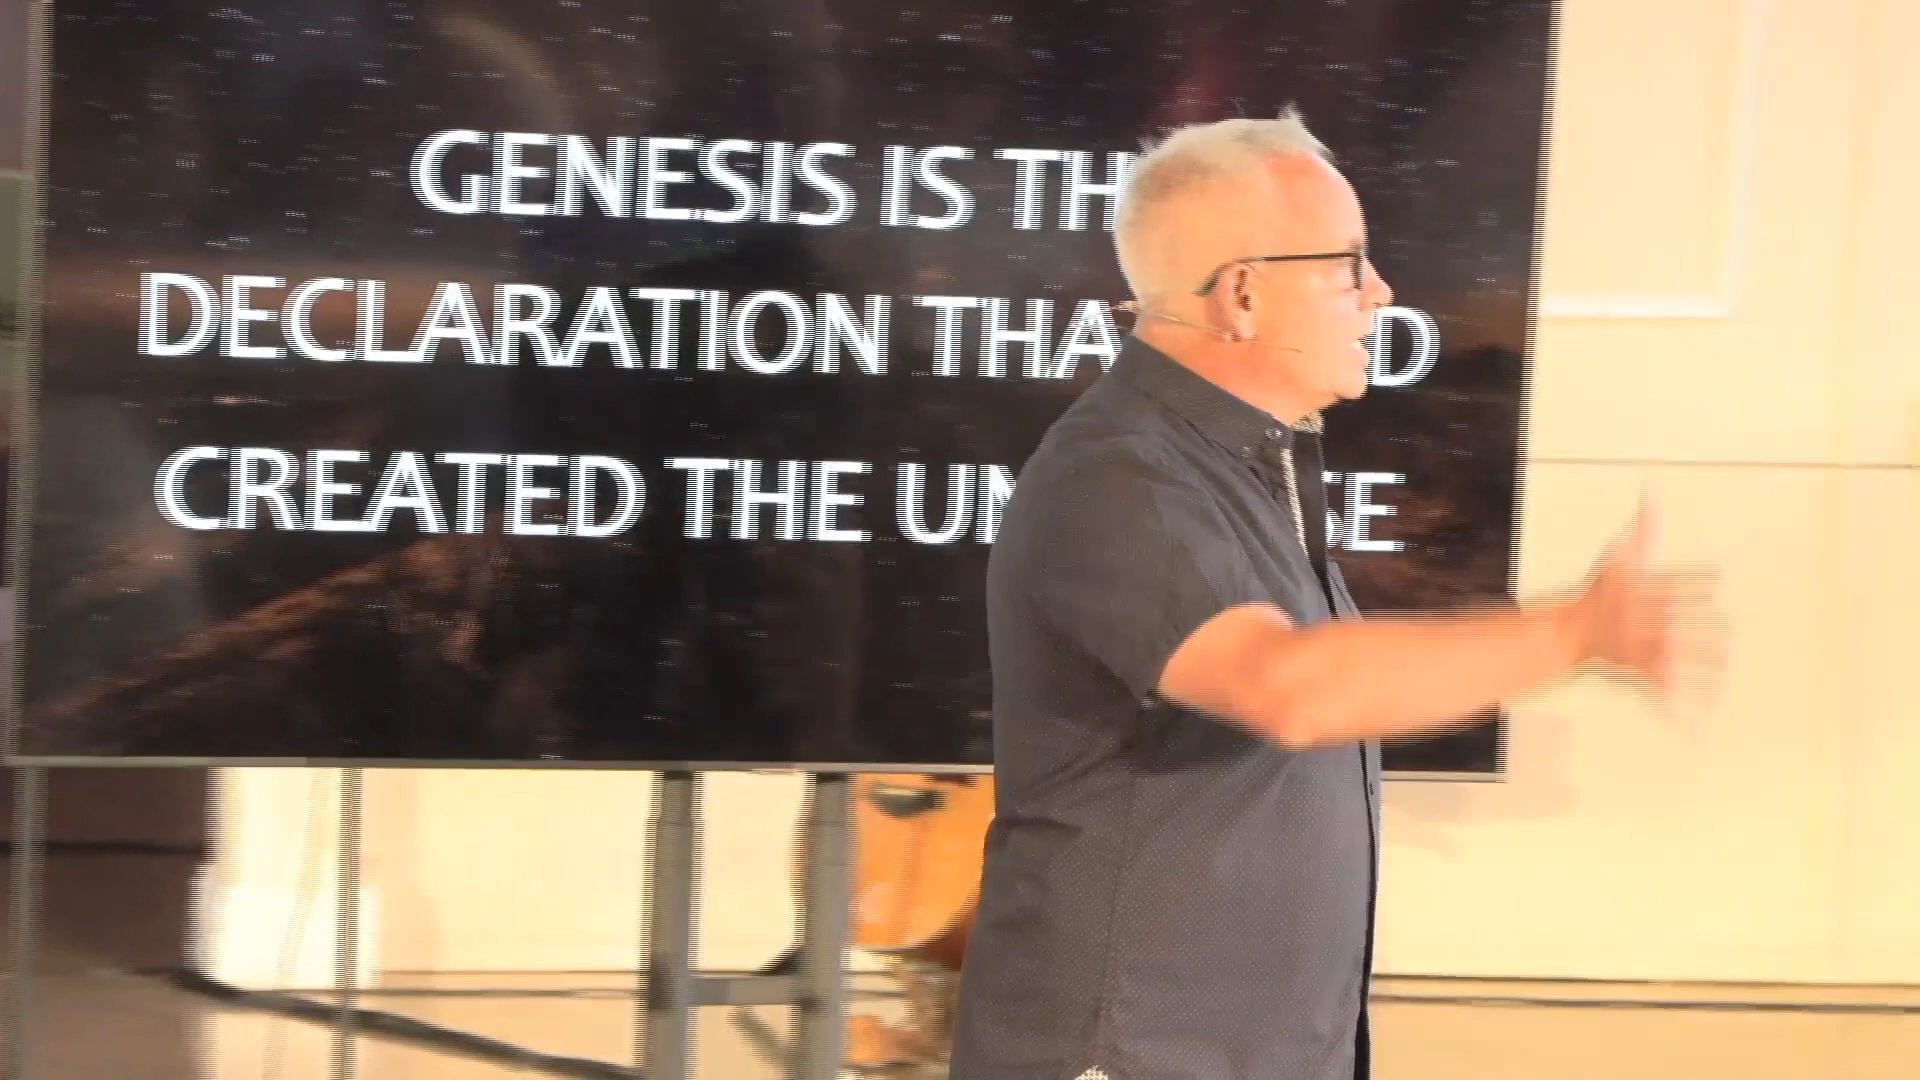 GENESIS IS TH
DECLARATION THA D
CREATED THE UN SE